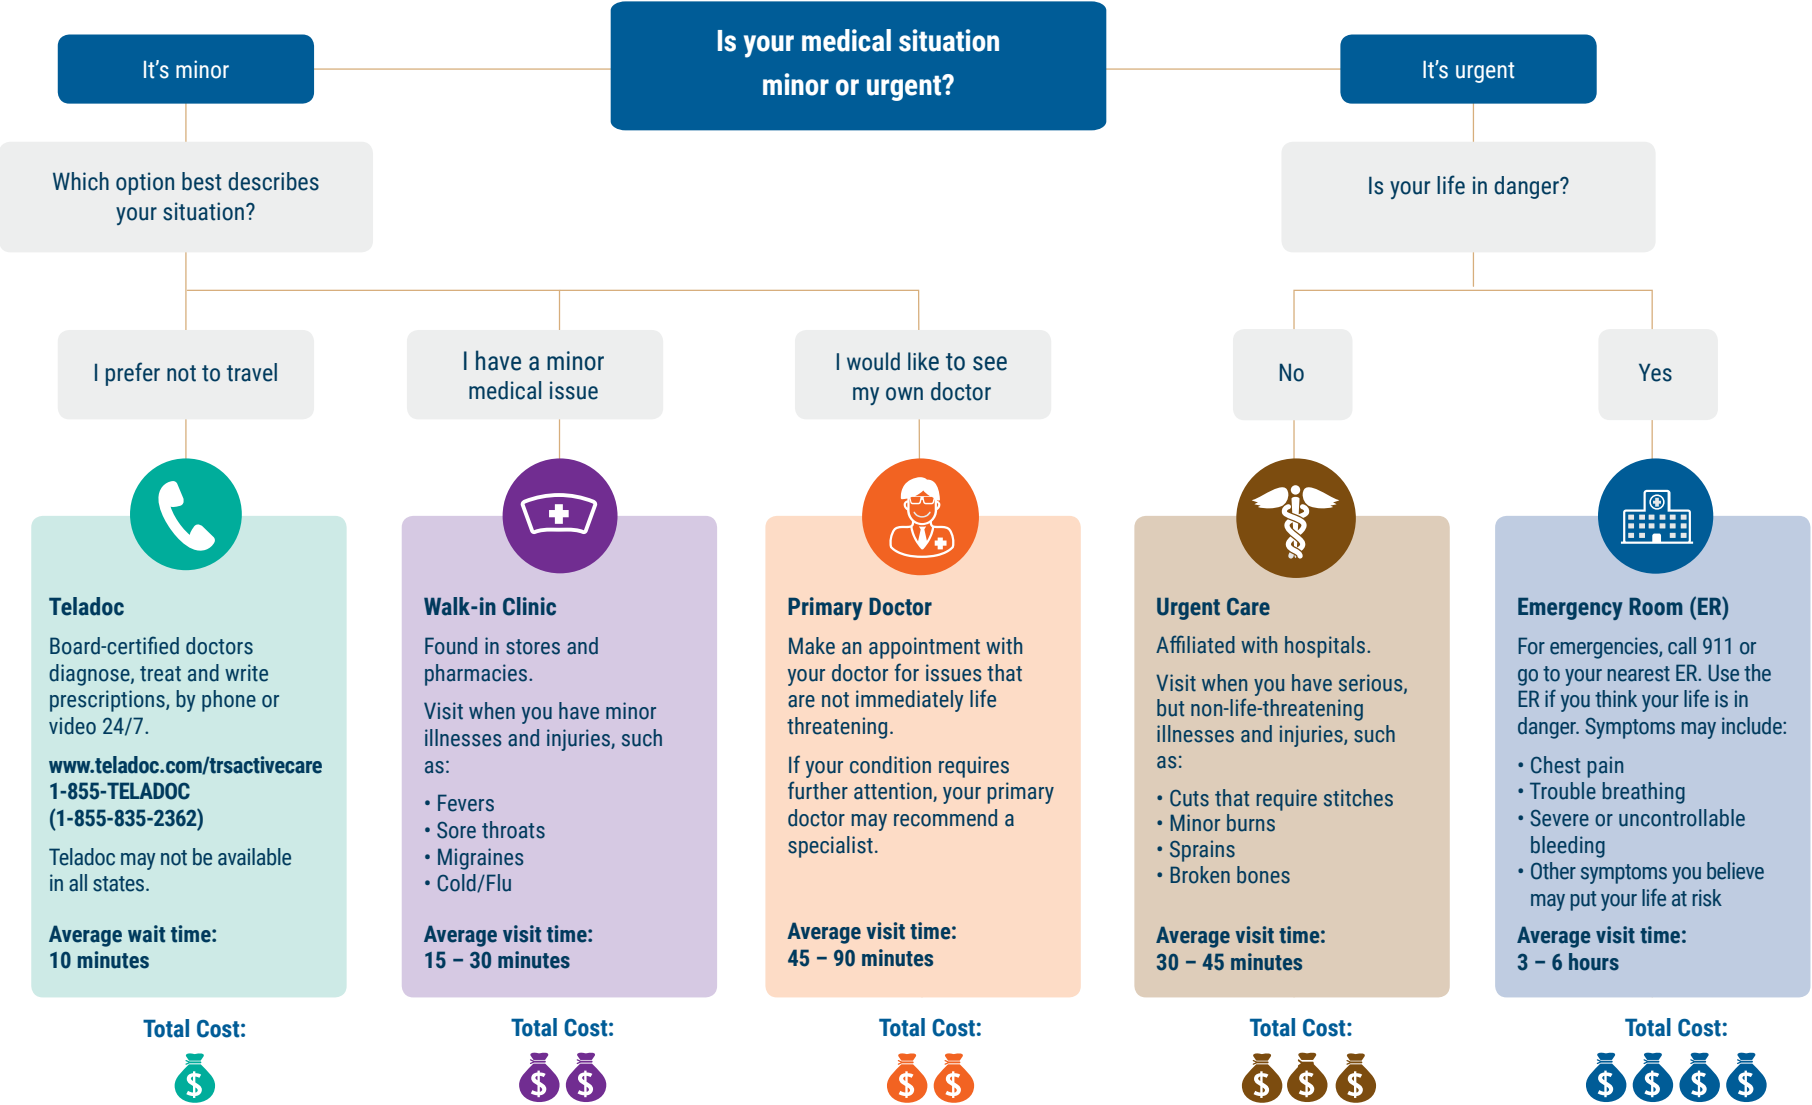 Is your medical situation
minor or urgent?
It's minor
It's urgent
Which option best describes
your situation?
Is your life in danger?
I prefer not to travel
I have a minor
medical issue
I would like to see
my own doctor
No
Yes
Teladoc
Board-certified doctors
diagnose, treat and write
prescriptions, by phone or
video 24/7.
www.teladoc.com/trsactivecare
1-855-TELADOC
(1-855-835-2362)
Teladoc may not be available
in all states.
Average wait time:
10 minutes
Total Cost:
$
Walk-in Clinic
Found in stores and
pharmacies.
Visit when you have minor
illnesses and injuries, such
as:
• Fevers
• Sore throats
• Migraines
• Cold/Flu
Average visit time:
15 – 30 minutes
Total Cost:
$ $
Primary Doctor
Make an appointment with
your doctor for issues that
are not immediately life
threatening.
If your condition requires
further attention, your primary
doctor may recommend a
specialist.
Average visit time:
45 – 90 minutes
Total Cost:
$ $
Urgent Care
Affiliated with hospitals.
Visit when you have serious,
but non-life-threatening
illnesses and injuries, such
as:
• Cuts that require stitches
• Minor burns
• Sprains
• Broken bones
Average visit time:
30 – 45 minutes
Total Cost:
$ $ $
Emergency Room (ER)
For emergencies, call 911 or
go to your nearest ER. Use the
ER if you think your life is in
danger. Symptoms may include:
• Chest pain
• Trouble breathing
• Severe or uncontrollable
bleeding
• Other symptoms you believe
may put your life at risk
Average visit time:
3 – 6 hours
Total Cost:
$ $ $ $